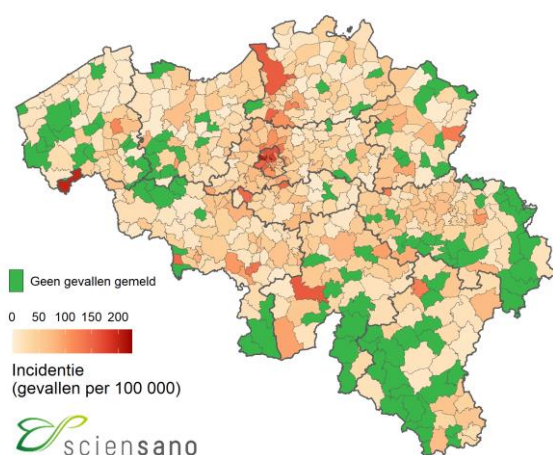 Geen gevallen gemeld
0 50 100 150 200
Incidentie
(gevallen per 100 000)
sciensano